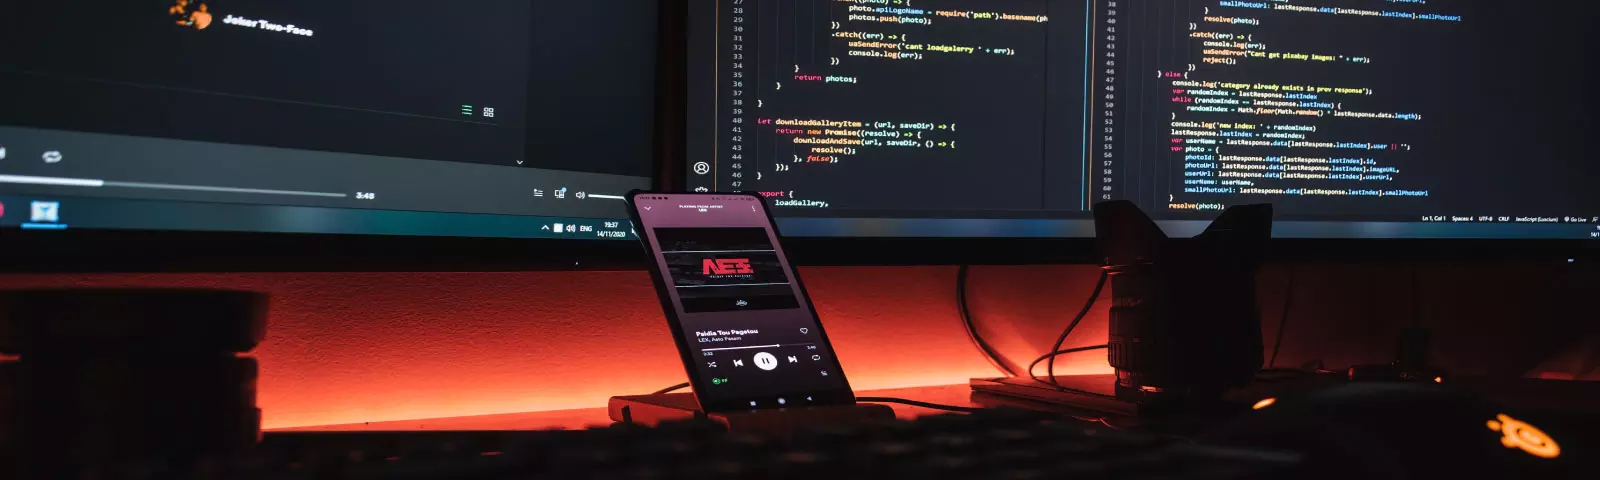 Joker Two-Face
3:48
ENG
19:37
14/11/2020
27
28
photo.apiLogoName = require('path').basename(ph
29
photos.push(photo);
30
})
31
.catch((err) => {
32
uaSendError('cant loadgalerry ' + err);
33
console.log(err);
34
})
35
}
36
return photos;
37
}
38
39
}
40
let downloadGalleryItem = (url, saveDir) => {
41
return new Promise((resolve) => {
42
downloadAndSave(url, saveDir, () => {
43
resolve();
44
}, false);
45
});
46
}
47
export {
loadGallery,
38
smallPhotoUrl: lastResponse.data[lastResponse.lastIndex].smallPhotoUrl
39
}
40
resolve(photo);
41
})
42
.catch((err) => {
43
console.log(err);
44
uaSendError("Cant get pixabay images: " + err);
45
reject();
46
})
47
} else {
48
console.log('category already exists in prev response');
49
var randomIndex = lastResponse.lastIndex
50
while (randomIndex == lastResponse.lastIndex) {
51
randomIndex = Math.floor(Math.random() * lastResponse.data.length);
52
}
53
console.log('new index: ' + randomIndex)
54
lastResponse.lastIndex = randomIndex;
55
var userName = lastResponse.data[lastResponse.lastIndex].user || '';
56
var photo = {
57
photoId: lastResponse.data[lastResponse.lastIndex].id,
58
photoUrl: lastResponse.data[lastResponse.lastIndex].imageURL,
59
userUrl: lastResponse.data[lastResponse.lastIndex].userUrl,
60
userName: userName,
61
smallPhotoUrl: lastResponse.data[lastResponse.lastIndex].smallPhotoUrl
}
resolve(photo);
Ln 1, Col 1 Spaces: 4 UTF-8 CRLF JavaScript Go Live
PLAYING FROM ARTIST
LEX
Paidia Tou Pagetou
LEX, Asto Pasam